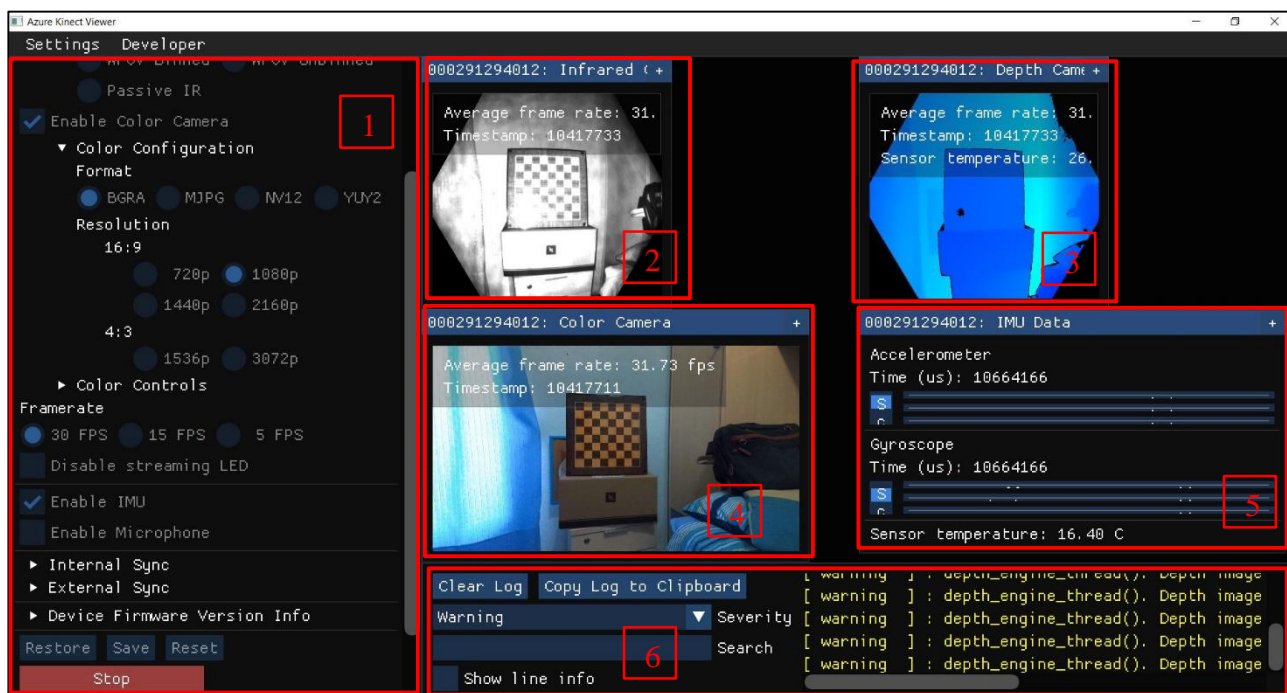 Azure Kinect Viewer
Settings Developer
Passive IR
Enable Color Camera
Color Configuration
Format
BGRA MJPG NV12 YUY2
Resolution
16:9
720p 1080p
1440p 2160p
4:3
1536p 3072p
Color Controls
Framerate
30 FPS 15 FPS 5 FPS
Disable streaming LED
Enable IMU
Enable Microphone
Internal Sync
External Sync
Device Firmware Version Info
Restore Save Reset
Stop
1
000291294012: Infrared C +
Average frame rate: 31.
Timestamp: 10417733
2
000291294012: Depth Came +
Average frame rate: 31.
Timestamp: 10417733
Sensor temperature: 26.
3
000291294012: Color Camera +
Average frame rate: 31.73 fps
Timestamp: 10417711
4
000291294012: IMU Data +
Accelerometer
Time (us): 10664166
S
C
Gyroscope
Time (us): 10664166
S
C
Sensor temperature: 16.40 C
5
Clear Log Copy Log to Clipboard
Warning Severity
Search
Show line info
6
[ warning ] : depth_engine_thread(). Depth image
[ warning ] : depth_engine_thread(). Depth image
[ warning ] : depth_engine_thread(). Depth image
[ warning ] : depth_engine_thread(). Depth image
[ warning ] : depth_engine_thread(). Depth image